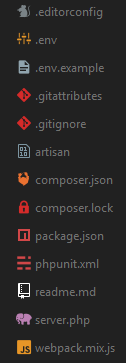 .editorconfig
.env
.env.example
.gitattributes
.gitignore
artisan
composer.json
composer.lock
package.json
phpunit.xml
readme.md
server.php
JS webpack.mix.js